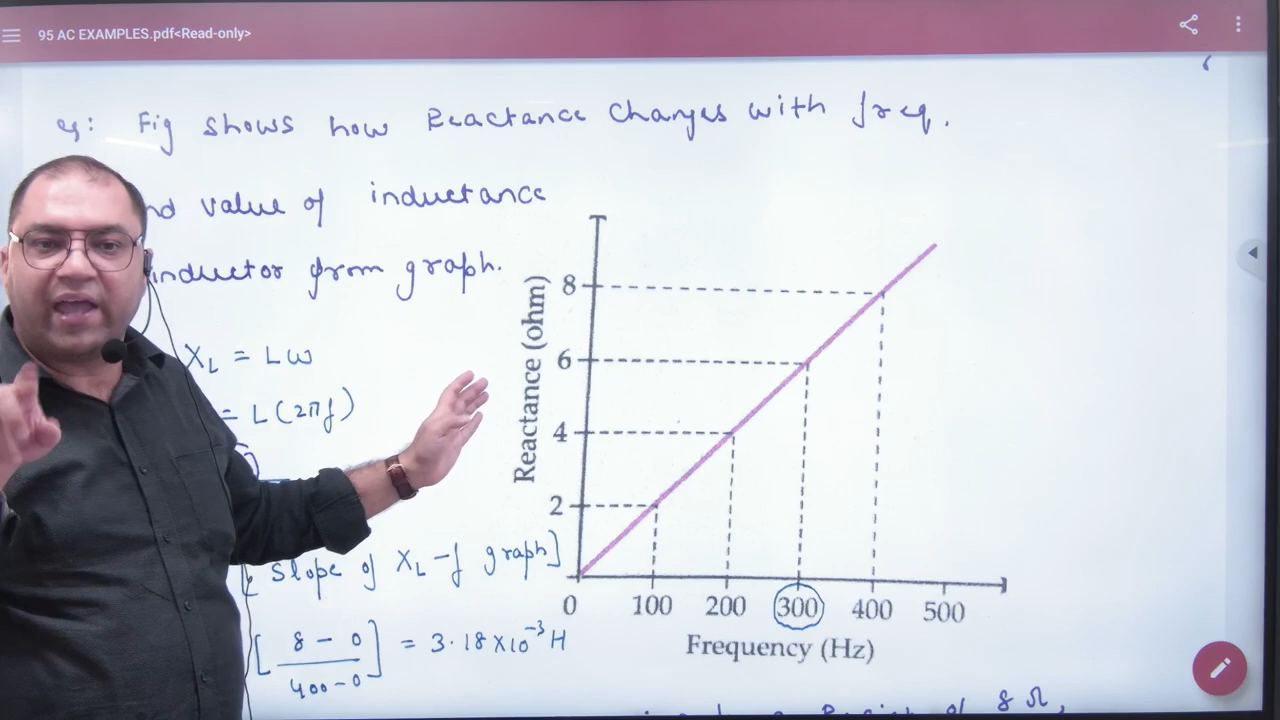 95 AC EXAMPLES.pdf<Read-only>
eg: Fig shows how Reactance Changes with freq.
value of inductance
inductor from graph.
X_L = Lω
= L(2πf)
slope of X_L - f graph]
[8 - 0 / 400 - 0] = 3.18 × 10⁻³ H
Reactance (ohm)
8
6
4
2
0 100 200 300 400 500
Frequency (Hz)
of 8 Ω,